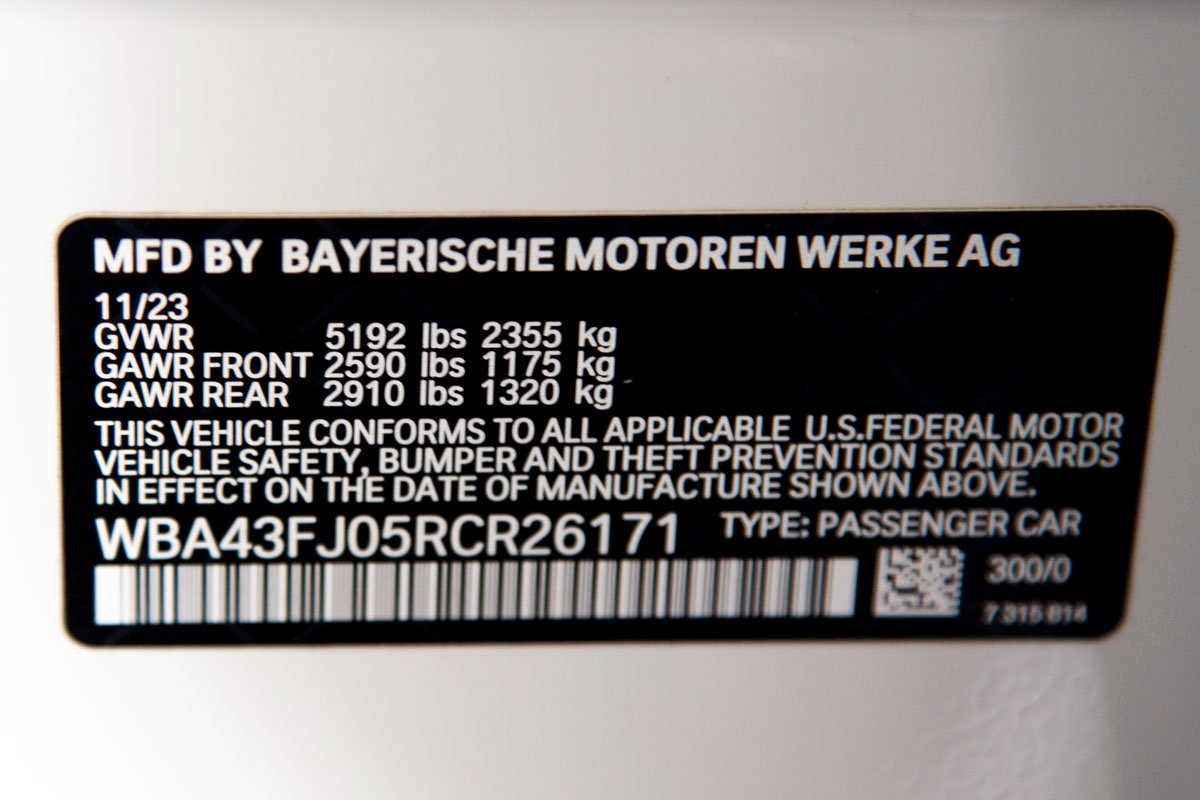 MFD BY BAYERISCHE MOTOREN WERKE AG
11/23
GVWR 5192 lbs 2355 kg
GAWR FRONT 2590 lbs 1175 kg
GAWR REAR 2910 lbs 1320 kg
THIS VEHICLE CONFORMS TO ALL APPLICABLE U.S.FEDERAL MOTOR
VEHICLE SAFETY, BUMPER AND THEFT PREVENTION STANDARDS
IN EFFECT ON THE DATE OF MANUFACTURE SHOWN ABOVE.
WBA43FJ05RCR26171 TYPE: PASSENGER CAR
300/0
7 315 814